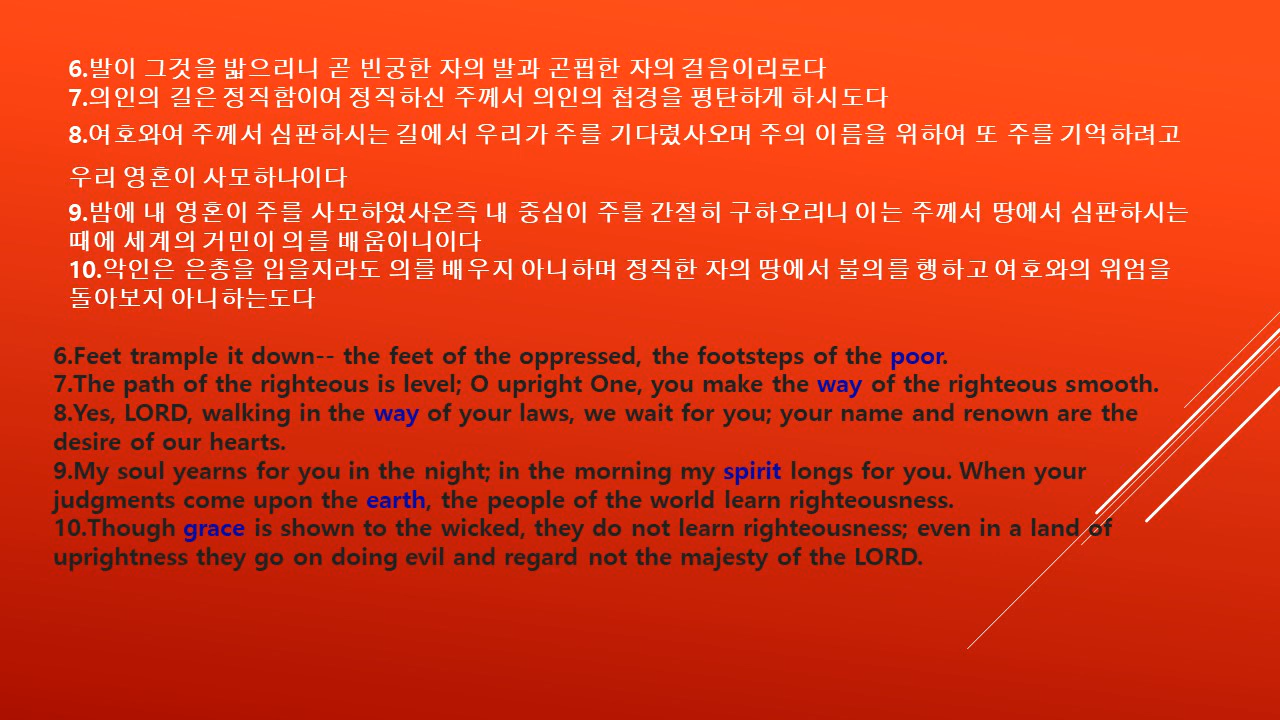 6.발이 그것을 밟으리니 곧 빈궁한 자의 발과 곤핍한 자의 걸음이리로다
7.의인의 길은 정직함이여 정직하신 주께서 의인의 첩경을 평탄하게 하시도다
8.여호와여 주께서 심판하시는 길에서 우리가 주를 기다렸사오며 주의 이름을 위하여 또 주를 기억하려고
우리 영혼이 사모하나이다
9.밤에 내 영혼이 주를 사모하였사온즉 내 중심이 주를 간절히 구하오리니 이는 주께서 땅에서 심판하시는
때에 세계의 거민이 의를 배움이니이다
10.악인은 은총을 입을지라도 의를 배우지 아니하며 정직한 자의 땅에서 불의를 행하고 여호와의 위엄을
돌아보지 아니하는도다
6.Feet trample it down-- the feet of the oppressed, the footsteps of the poor.
7.The path of the righteous is level; O upright One, you make the way of the righteous smooth.
8.Yes, LORD, walking in the way of your laws, we wait for you; your name and renown are the
desire of our hearts.
9.My soul yearns for you in the night; in the morning my spirit longs for you. When your
judgments come upon the earth, the people of the world learn righteousness.
10.Though grace is shown to the wicked, they do not learn righteousness; even in a land of
uprightness they go on doing evil and regard not the majesty of the LORD.